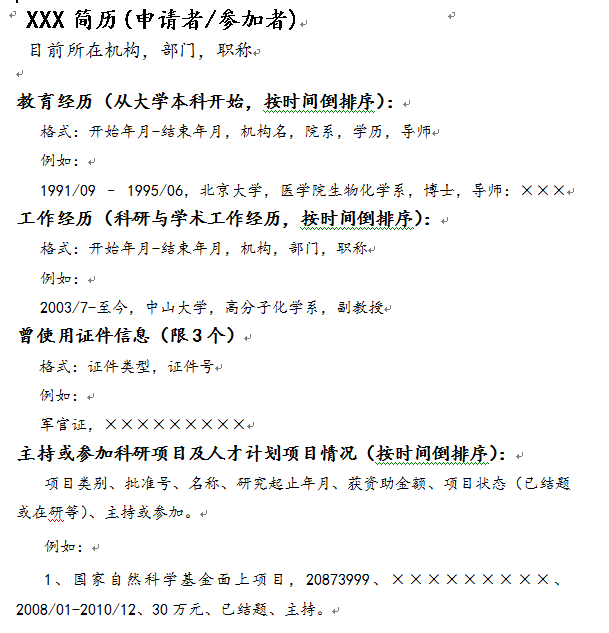 XXX 简历(申请者/参加者)
目前所在机构，部门，职称
教育经历（从大学本科开始，按时间倒排序）：
格式：开始年月-结束年月，机构名，院系，学历，导师
例如：
1991/09 – 1995/06，北京大学，医学院生物化学系，博士，导师：×××
工作经历（科研与学术工作经历，按时间倒排序）：
格式：开始年月-结束年月，机构，部门，职称
例如：
2003/7-至今，中山大学，高分子化学系，副教授
曾使用证件信息（限3个）
格式：证件类型，证件号
例如：
军官证，×××××××××
主持或参加科研项目及人才计划项目情况（按时间倒排序）：
项目类别、批准号、名称、研究起止年月、获资助金额、项目状态（已结题
或在研等）、主持或参加。
例如：
1、国家自然科学基金面上项目，20873999、×××××××××、
2008/01-2010/12、30万元、已结题、主持。